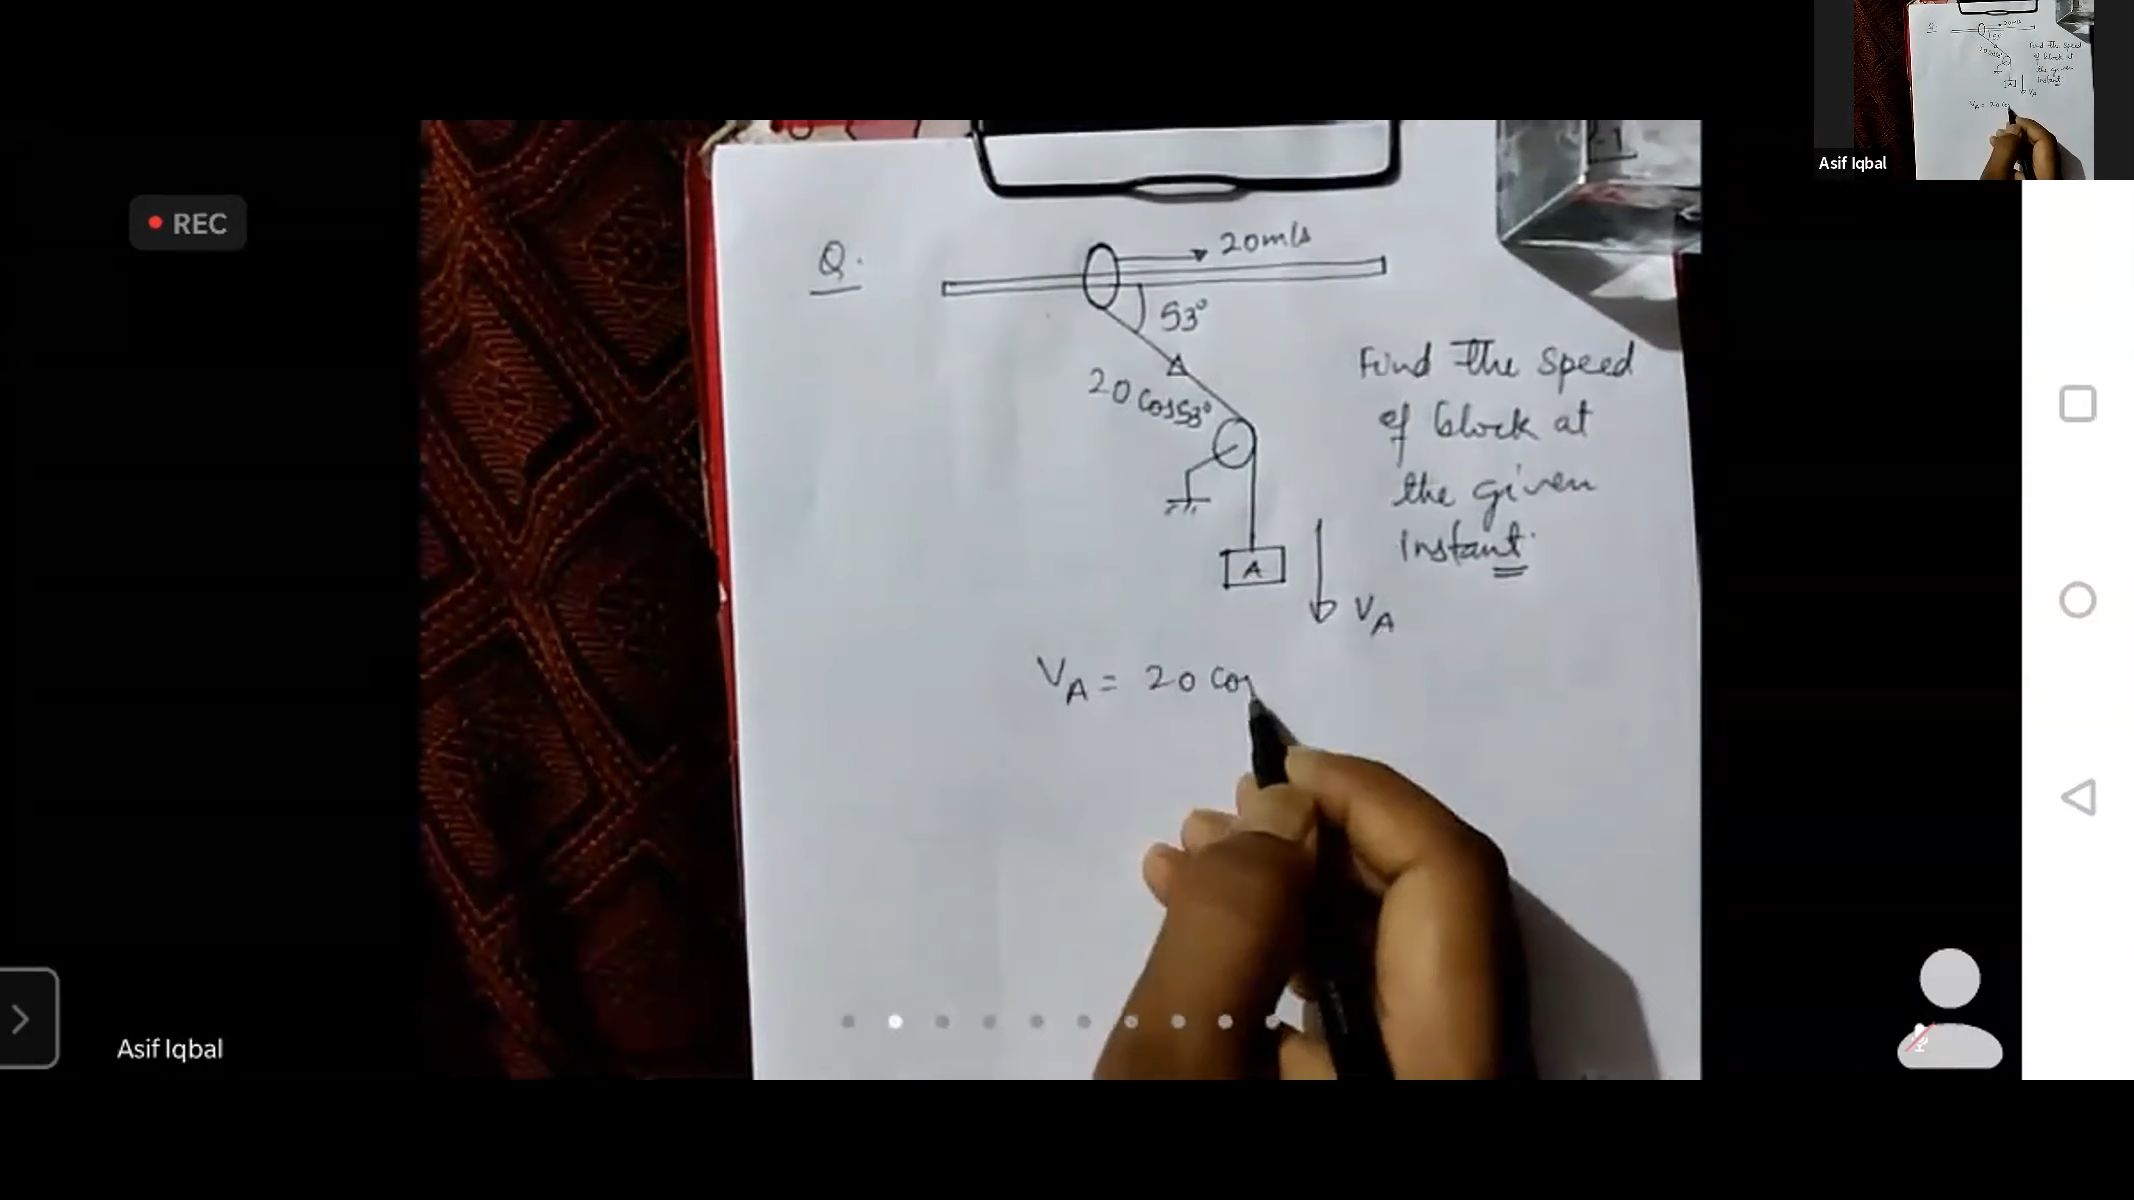 REC
Asif Iqbal
Q.
20m/s
53°
20 cos53°
Find the speed
of block at
the given
instant.
A
VA
VA = 20 cos
Asif Iqbal